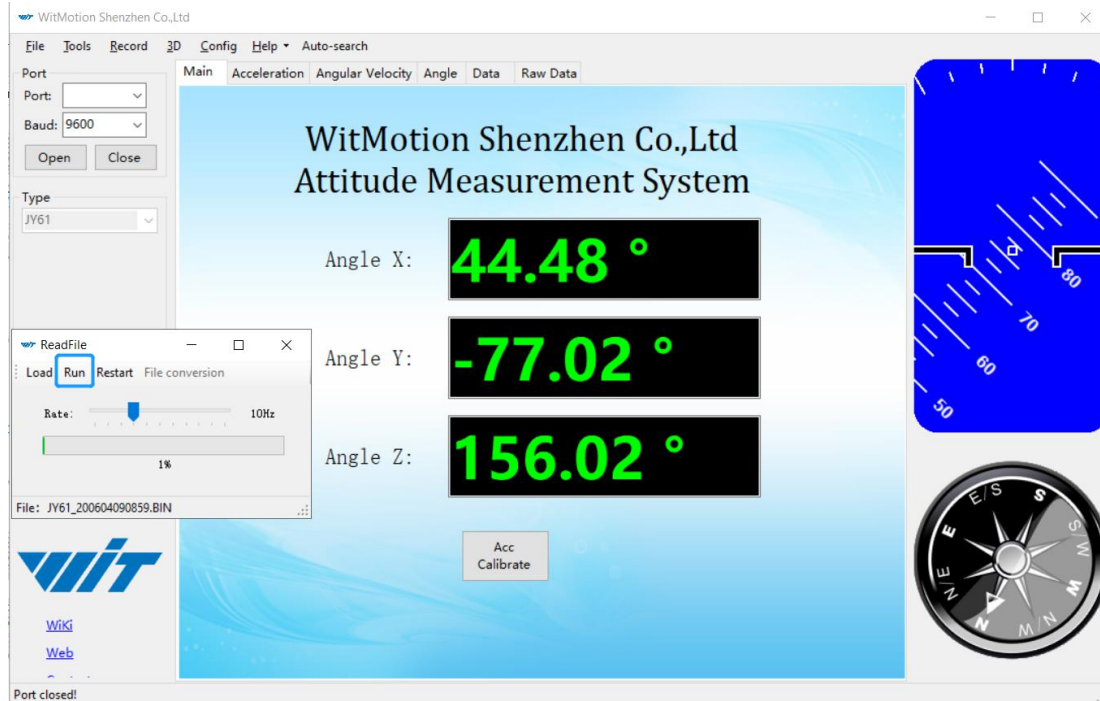 WitMotion Shenzhen Co.,Ltd
File Tools Record 3D Config Help Auto-search
Port
Port:
Baud: 9600
Open Close
Type
JY61
Main Acceleration Angular Velocity Angle Data Raw Data
WitMotion Shenzhen Co.,Ltd
Attitude Measurement System
Angle X: 44.48 °
Angle Y: -77.02 °
Angle Z: 156.02 °
Acc
Calibrate
ReadFile
Load Run Restart File conversion
Rate: 10Hz
1%
File: JY61_200604090859.BIN
WIT
WiKi
Web
Port closed!
80
70
60
50
E/S
S
S/W
W
N/W
N
N/E
E